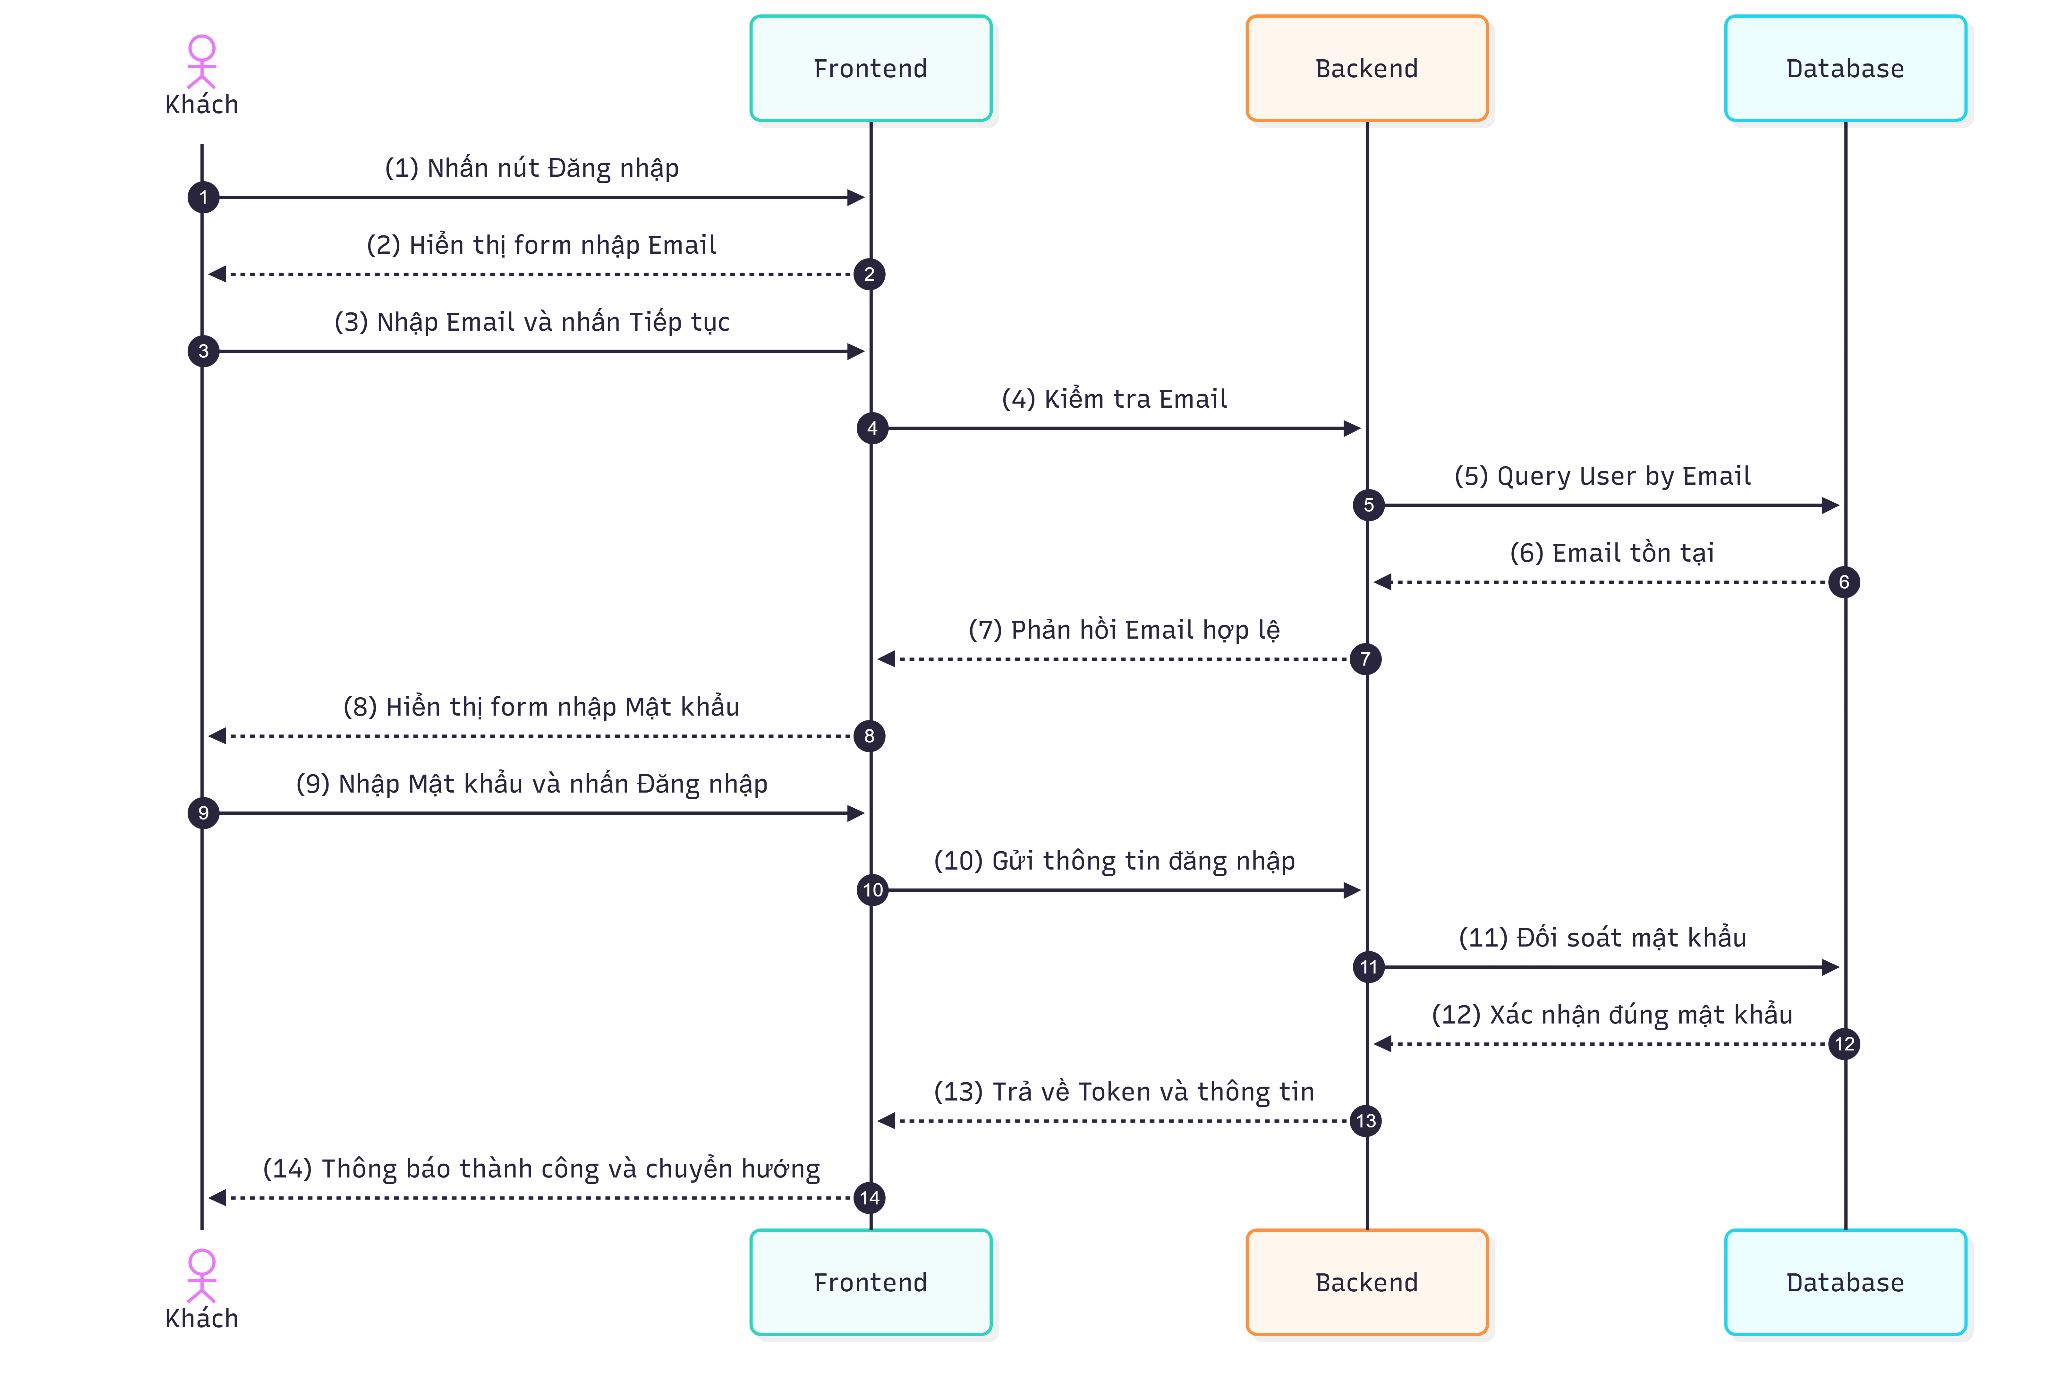 Khách
Frontend
Backend
Database
(1) Nhấn nút Đăng nhập
1
(2) Hiển thị form nhập Email
2
(3) Nhập Email và nhấn Tiếp tục
3
(4) Kiểm tra Email
4
(5) Query User by Email
5
(6) Email tồn tại
6
(7) Phản hồi Email hợp lệ
7
(8) Hiển thị form nhập Mật khẩu
8
(9) Nhập Mật khẩu và nhấn Đăng nhập
9
(10) Gửi thông tin đăng nhập
10
(11) Đối soát mật khẩu
11
(12) Xác nhận đúng mật khẩu
12
(13) Trả về Token và thông tin
13
(14) Thông báo thành công và chuyển hướng
14
Khách
Frontend
Backend
Database